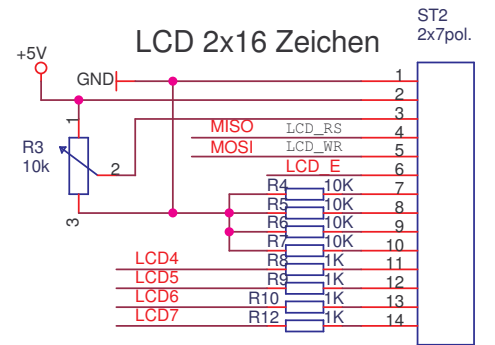 ST2
2x7pol.
LCD 2x16 Zeichen
+5V
GND
1
2
3
MISO LCD_RS 4
MOSI LCD_WR 5
LCD_E 6
R3
10k
1
2
3
R4 10K 7
R5 10K 8
R6 10K 9
R7 10K 10
LCD4 R8 1K 11
LCD5 R9 1K 12
LCD6 R10 1K 13
LCD7 R12 1K 14